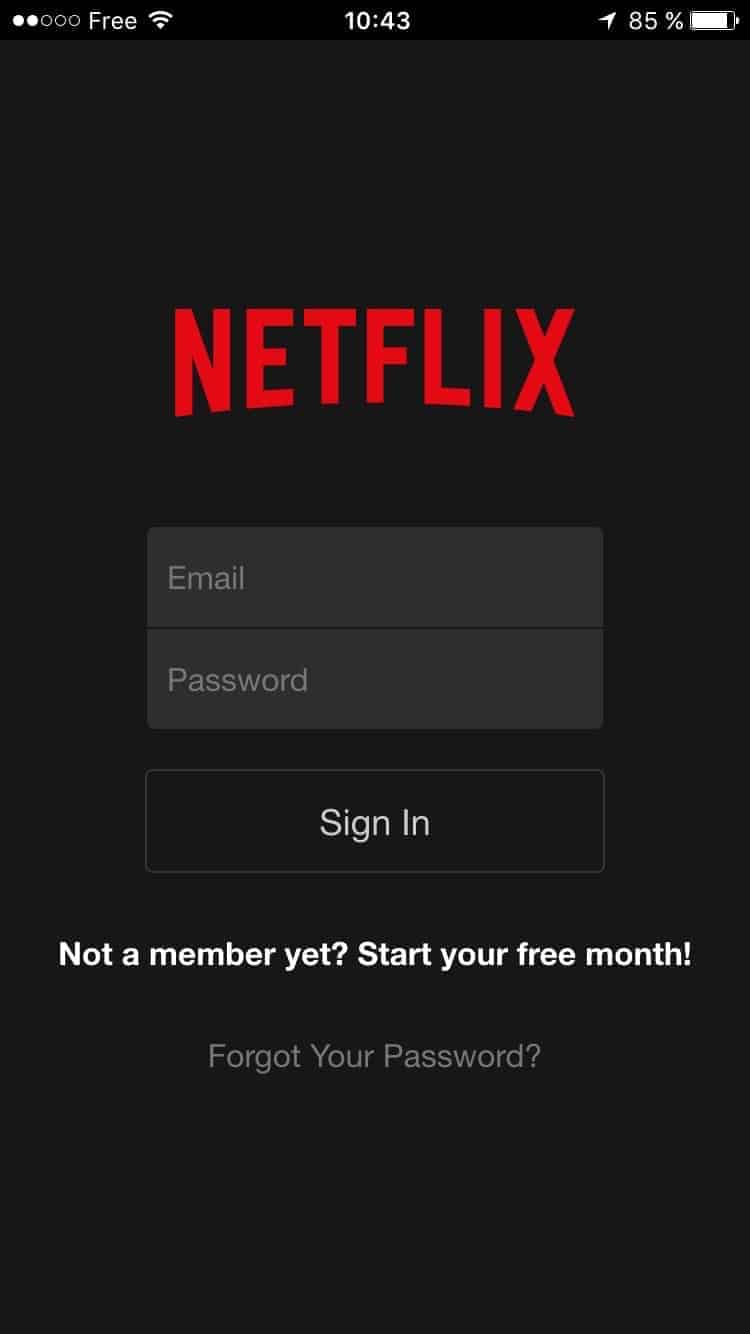 Free 10:43 85 %
NETFLIX
Email
Password
Sign In
Not a member yet? Start your free month!
Forgot Your Password?